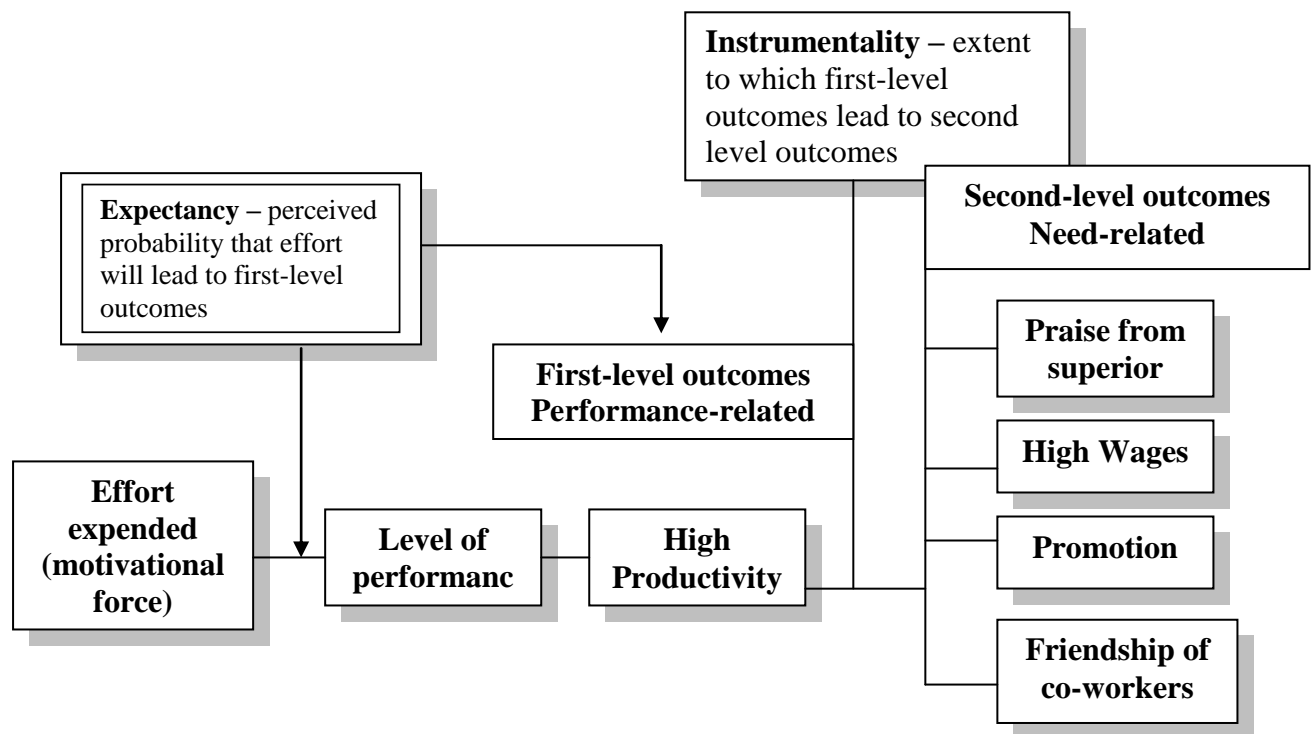 Instrumentality – extent
to which first-level
outcomes lead to second
level outcomes
Expectancy – perceived
probability that effort
will lead to first-level
outcomes
Second-level outcomes
Need-related
First-level outcomes
Performance-related
Praise from
superior
High Wages
Promotion
Friendship of
co-workers
Effort
expended
(motivational
force)
Level of
performanc
High
Productivity